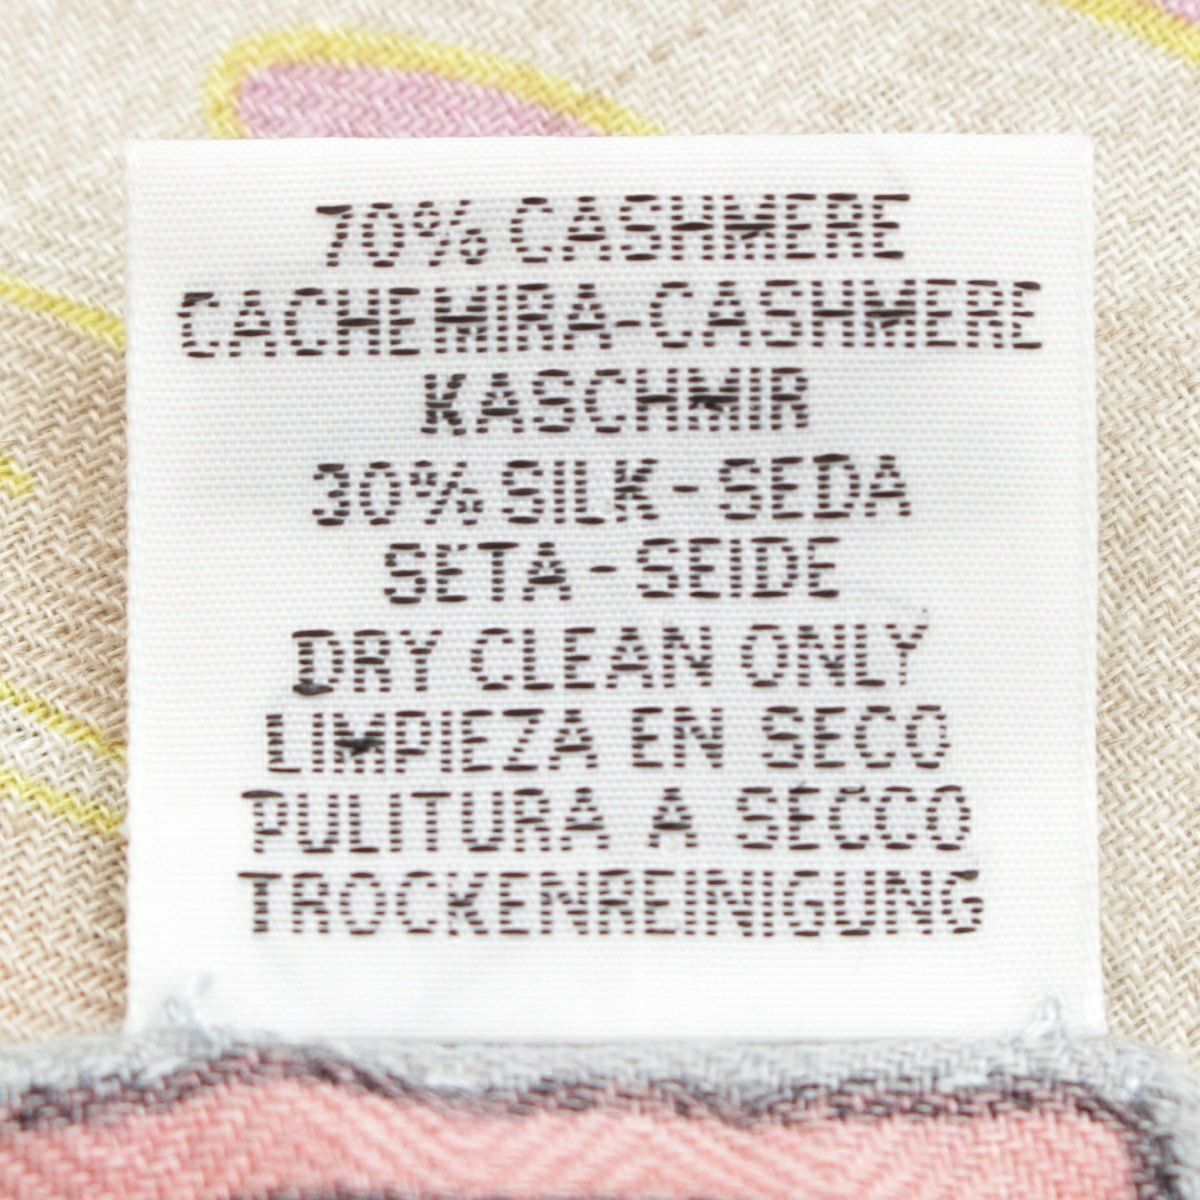 70% CASHMERE
CACHEMIRA-CASHMERE
KASCHMIR
30% SILK-SEDA
SETA-SEIDE
DRY CLEAN ONLY
LIMPIEZA EN SECO
PULITURA A SECCO
TROCKENREINIGUNG